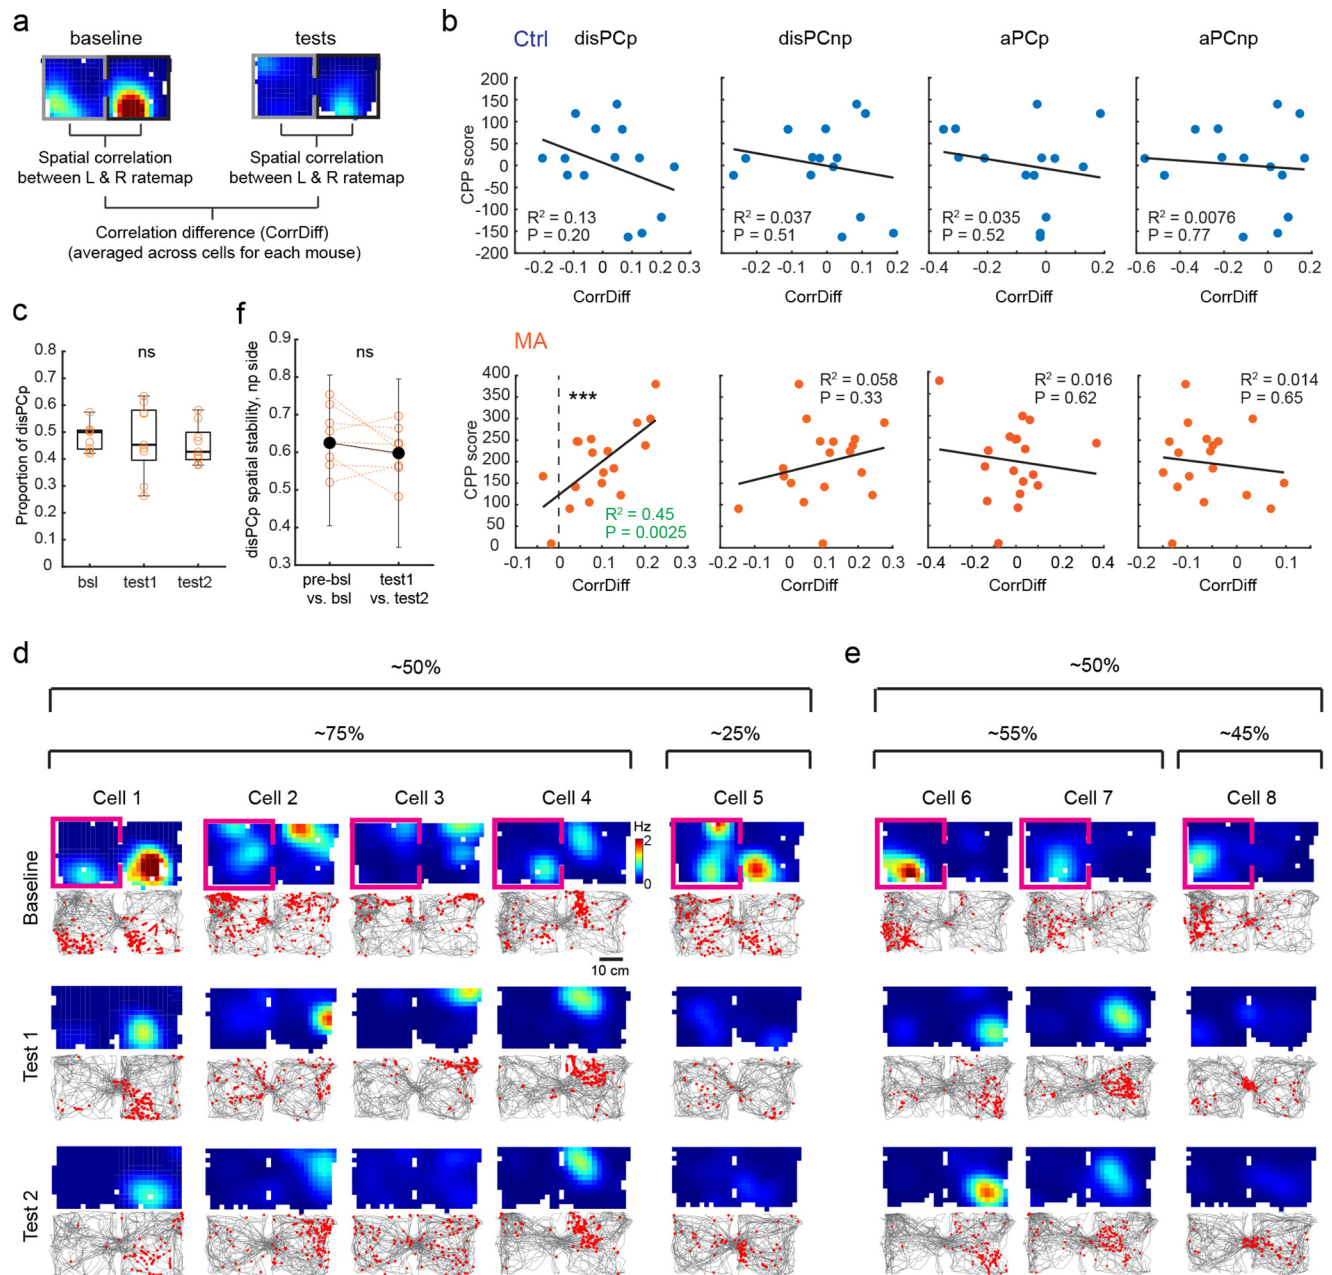 a
baseline
tests
Spatial correlation
between L & R ratemap
Spatial correlation
between L & R ratemap
Correlation difference (CorrDiff)
(averaged across cells for each mouse)
b
Ctrl
disPCp
disPCnp
aPCp
aPCnp
CPP score
200
150
100
50
0
-50
-100
-150
-200
R² = 0.13
P = 0.20
-0.2
-0.1
0
0.1
0.2
0.3
CorrDiff
R² = 0.037
P = 0.51
-0.2
-0.1
0
0.1
0.2
CorrDiff
R² = 0.035
P = 0.52
-0.4
-0.2
0
0.2
CorrDiff
R² = 0.0076
P = 0.77
-0.6
-0.4
-0.2
0
0.2
CorrDiff
MA
CPP score
400
350
300
250
200
150
100
50
0
***
R² = 0.45
P = 0.0025
-0.1
0
0.1
0.2
0.3
CorrDiff
R² = 0.058
P = 0.33
-0.1
0
0.1
0.2
0.3
CorrDiff
R² = 0.016
P = 0.62
-0.4
-0.2
0
0.2
0.4
CorrDiff
R² = 0.014
P = 0.65
-0.2
-0.1
0
0.1
CorrDiff
c
Proportion of disPCp
0.8
0.7
0.6
0.5
0.4
0.3
0.2
0.1
0
ns
bsl
test1
test2
f
disPCp spatial stability, np side
0.9
0.8
0.7
0.6
0.5
0.4
0.3
ns
pre-bsl
vs. bsl
test1
vs. test2
d
~50%
~75%
~25%
Cell 1
Cell 2
Cell 3
Cell 4
Cell 5
Hz
2
0
10 cm
Baseline
Test 1
Test 2
e
~50%
~55%
~45%
Cell 6
Cell 7
Cell 8